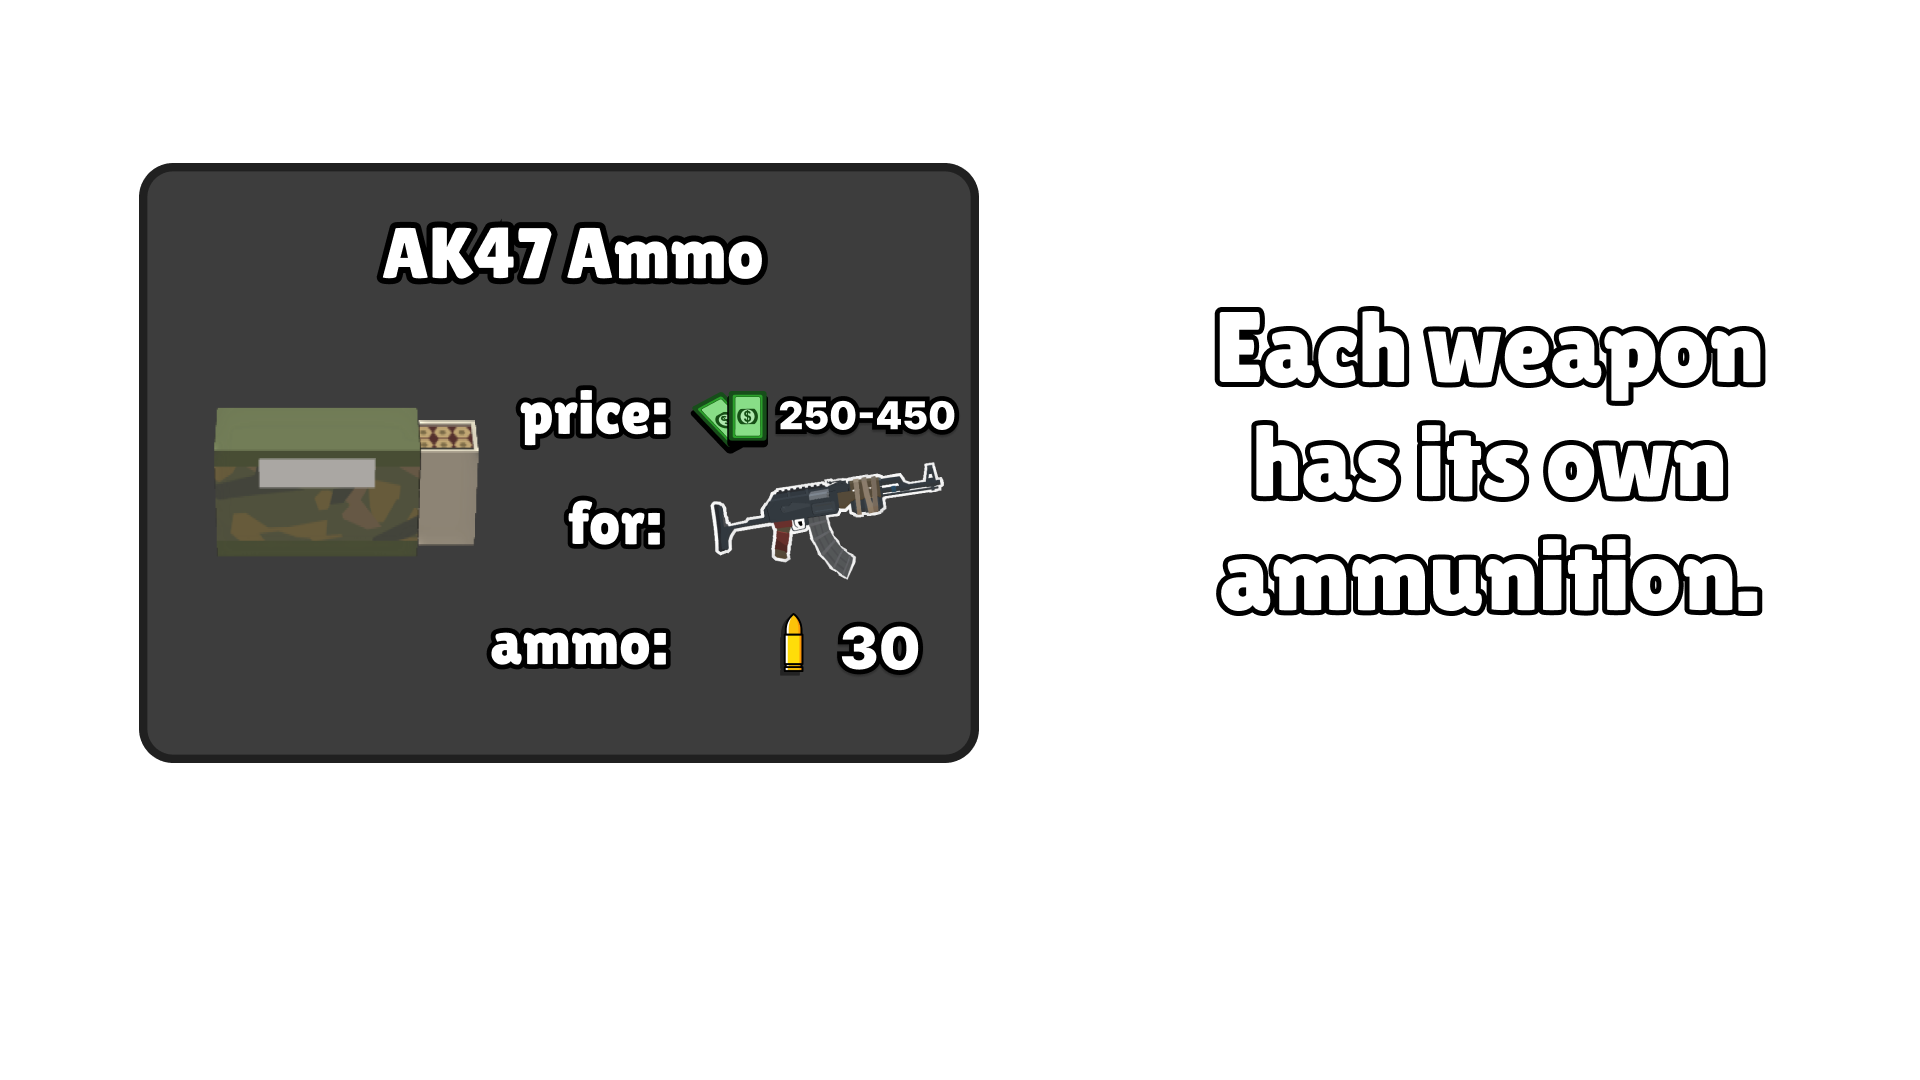 AK47 Ammo
price: 250-450
for:
ammo: 30
Each weapon
has its own
ammunition.